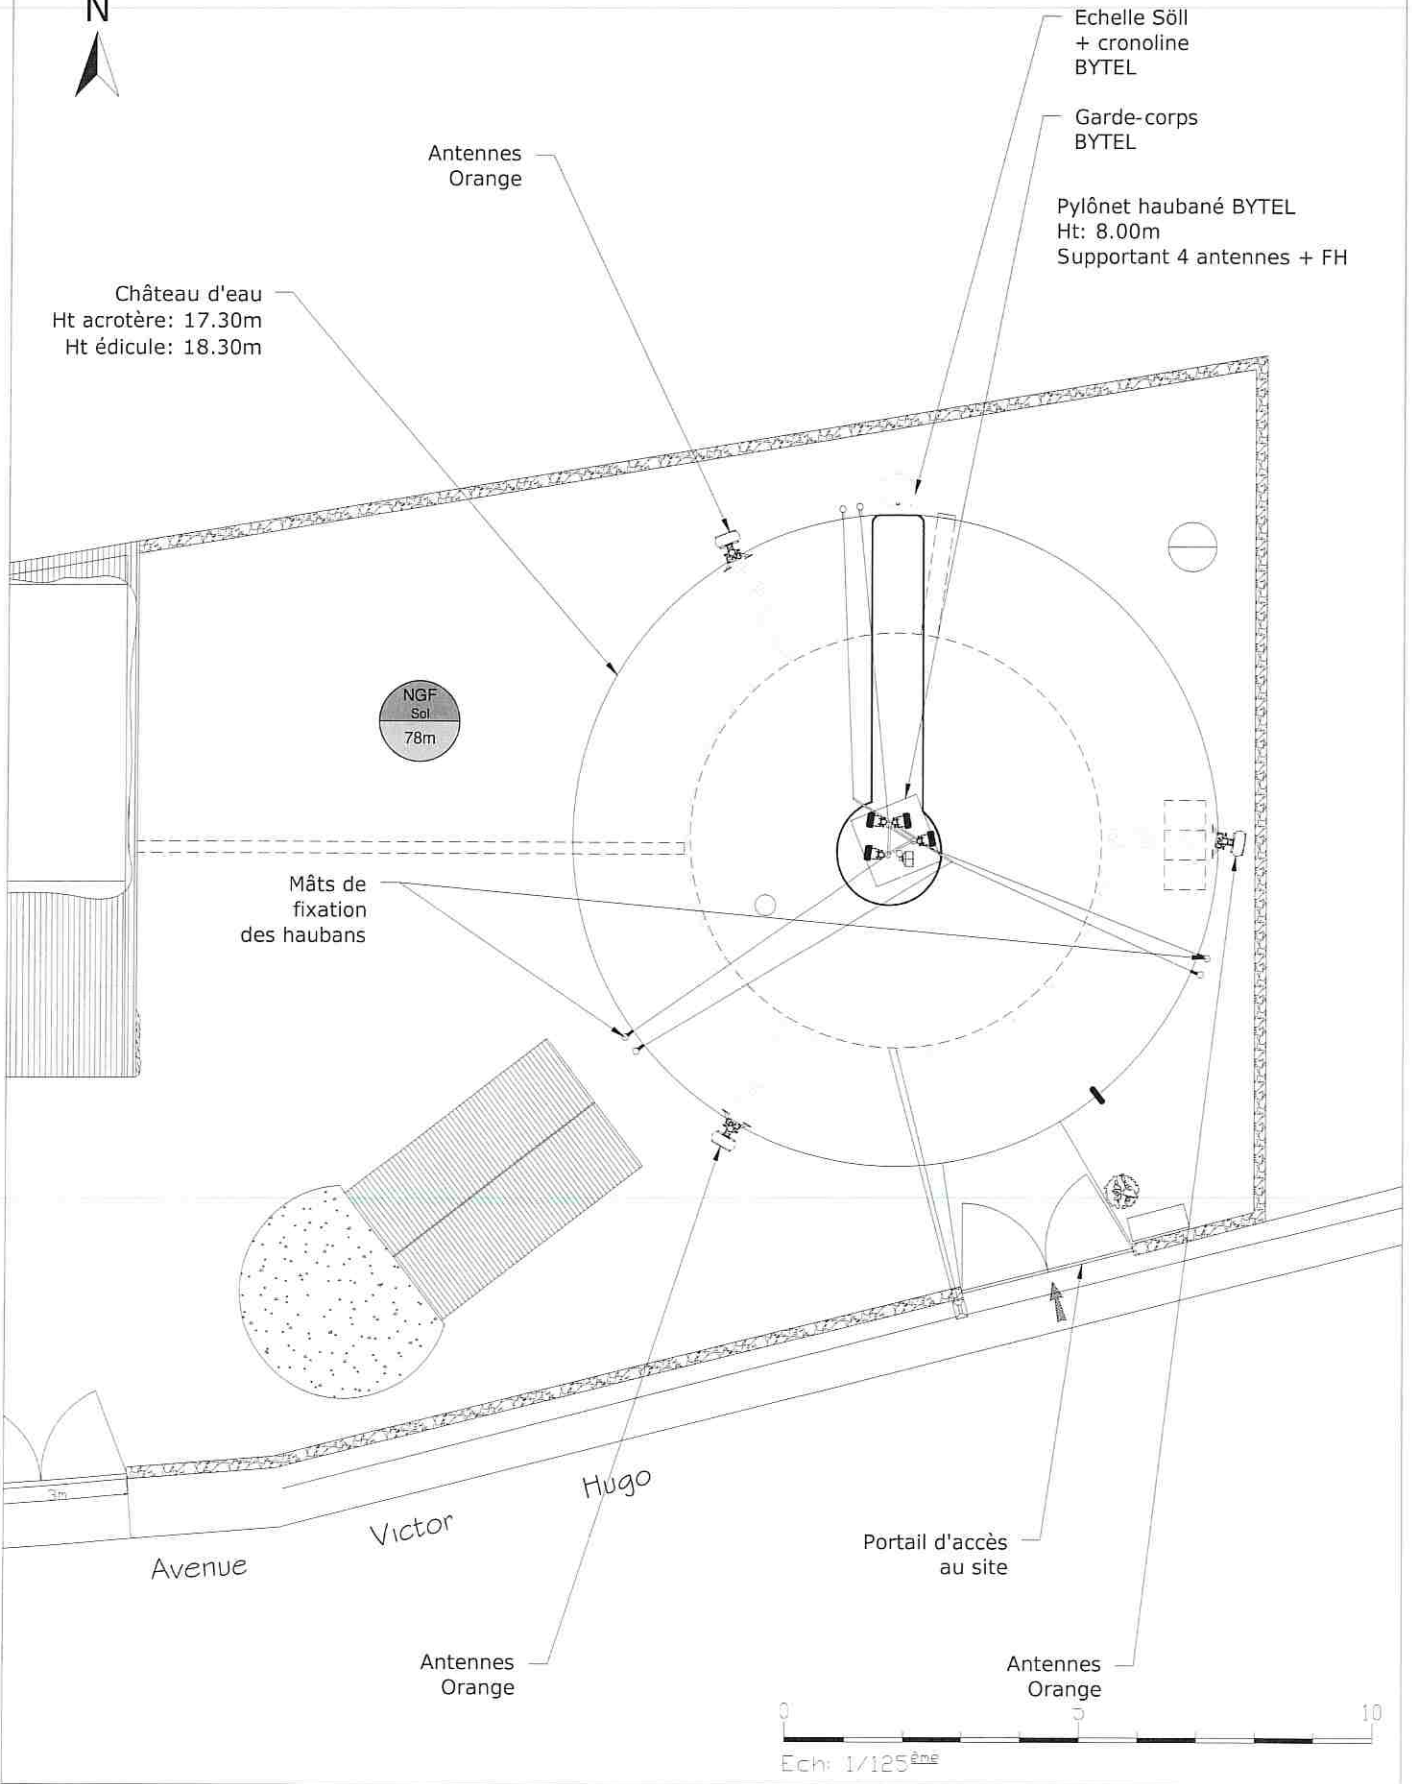 N
Echelle Söll
+ cronoline
BYTEL
Garde-corps
BYTEL
Antennes
Orange
Pylônet haubané BYTEL
Ht: 8.00m
Supportant 4 antennes + FH
Château d'eau
Ht acrotère: 17.30m
Ht édicule: 18.30m
NGF
Sol
78m
Mâts de
fixation
des haubans
3m
Avenue
Victor
Hugo
Portail d'accès
au site
Antennes
Orange
Antennes
Orange
0
5
10
Ech: 1/125ème